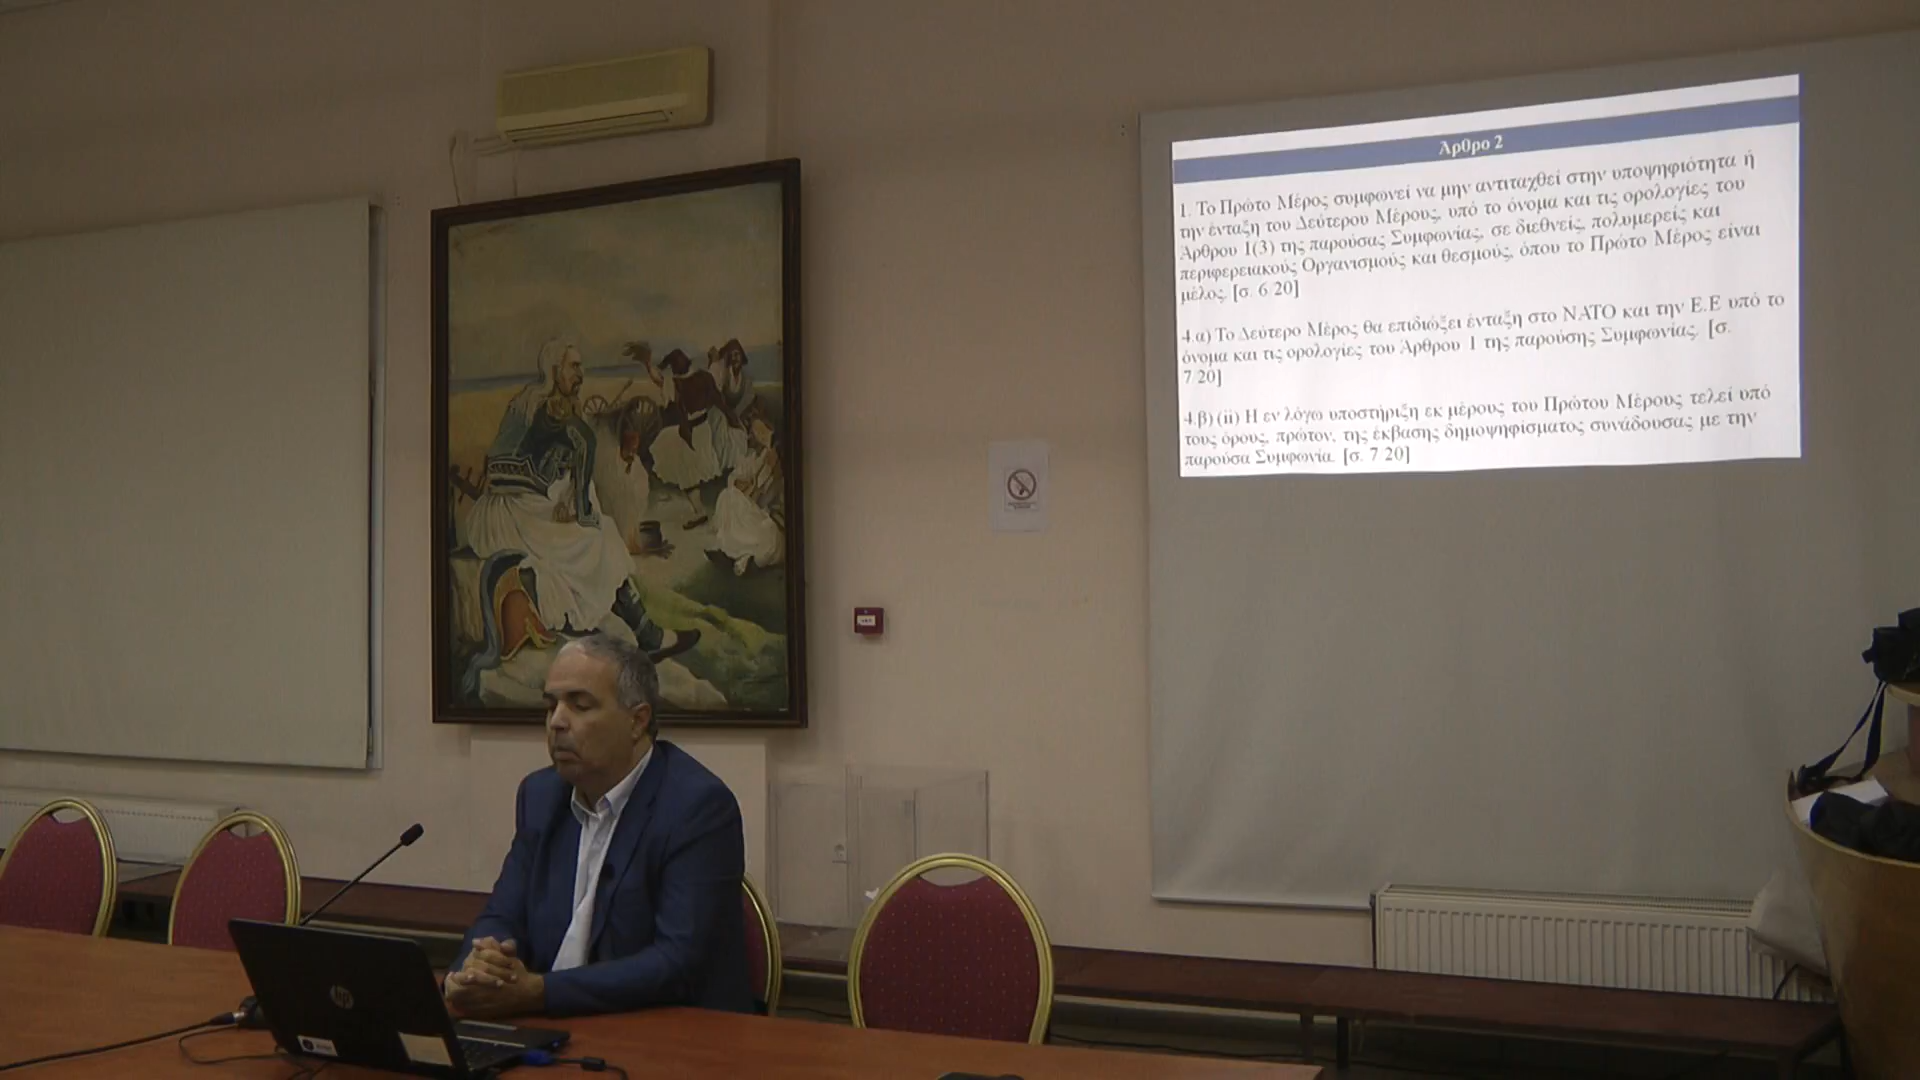 Άρθρο 2
1. Το Πρώτο Μέρος συμφωνεί να μην αντιταχθεί στην υποψηφιότητα ή
την ένταξη του Δεύτερου Μέρους, υπό το όνομα και τις ορολογίες του
Άρθρου 1(3) της παρούσας Συμφωνίας, σε διεθνείς, πολυμερείς και
περιφερειακούς Οργανισμούς και θεσμούς, όπου το Πρώτο Μέρος είναι
μέλος. [σ. 6/20]
4.α) Το Δεύτερο Μέρος θα επιδιώξει ένταξη στο ΝΑΤΟ και την Ε.Ε υπό το
όνομα και τις ορολογίες του Άρθρου 1 της παρούσης Συμφωνίας. [σ.
7/20]
4.β) (ii) Η εν λόγω υποστήριξη εκ μέρους του Πρώτου Μέρους τελεί υπό
τους όρους, πρώτον, της έκβασης δημοψηφίσματος συνάδουσας με την
παρούσα Συμφωνία. [σ. 7/20]
hp